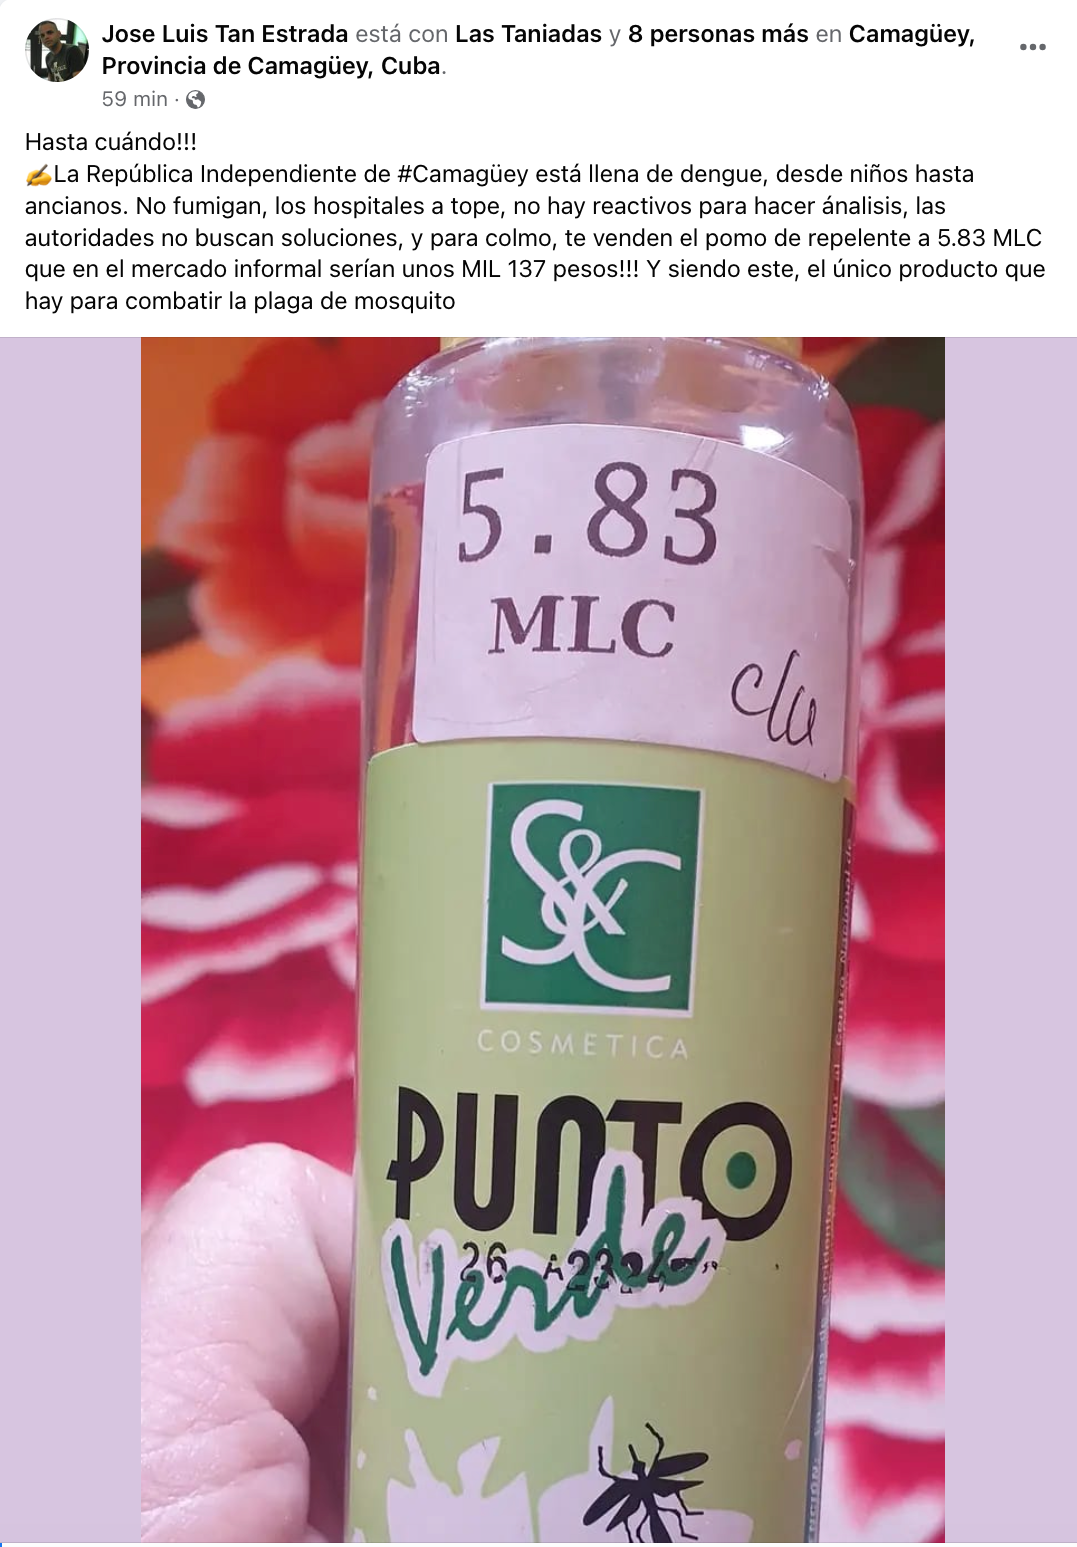 Jose Luis Tan Estrada está con Las Taniadas y 8 personas más en Camagüey,
Provincia de Camagüey, Cuba.
59 min ·
Hasta cuándo!!!
✍️La República Independiente de #Camagüey está llena de dengue, desde niños hasta
ancianos. No fumigan, los hospitales a tope, no hay reactivos para hacer ánalisis, las
autoridades no buscan soluciones, y para colmo, te venden el pomo de repelente a 5.83 MLC
que en el mercado informal serían unos MIL 137 pesos!!! Y siendo este, el único producto que
hay para combatir la plaga de mosquito
5.83
MLC
S&C
COSMETICA
PUNTO
Verde
26